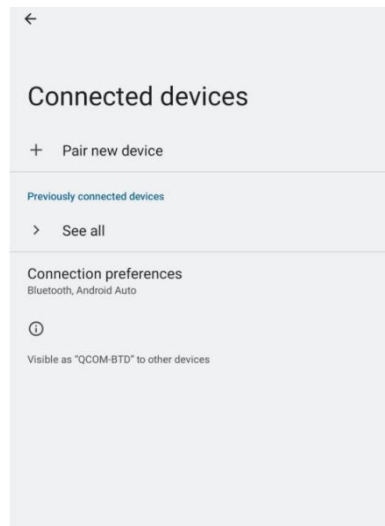 Connected devices
Pair new device
Previously connected devices
See all
Connection preferences
Bluetooth, Android Auto
Visible as "QCOM-BTD" to other devices